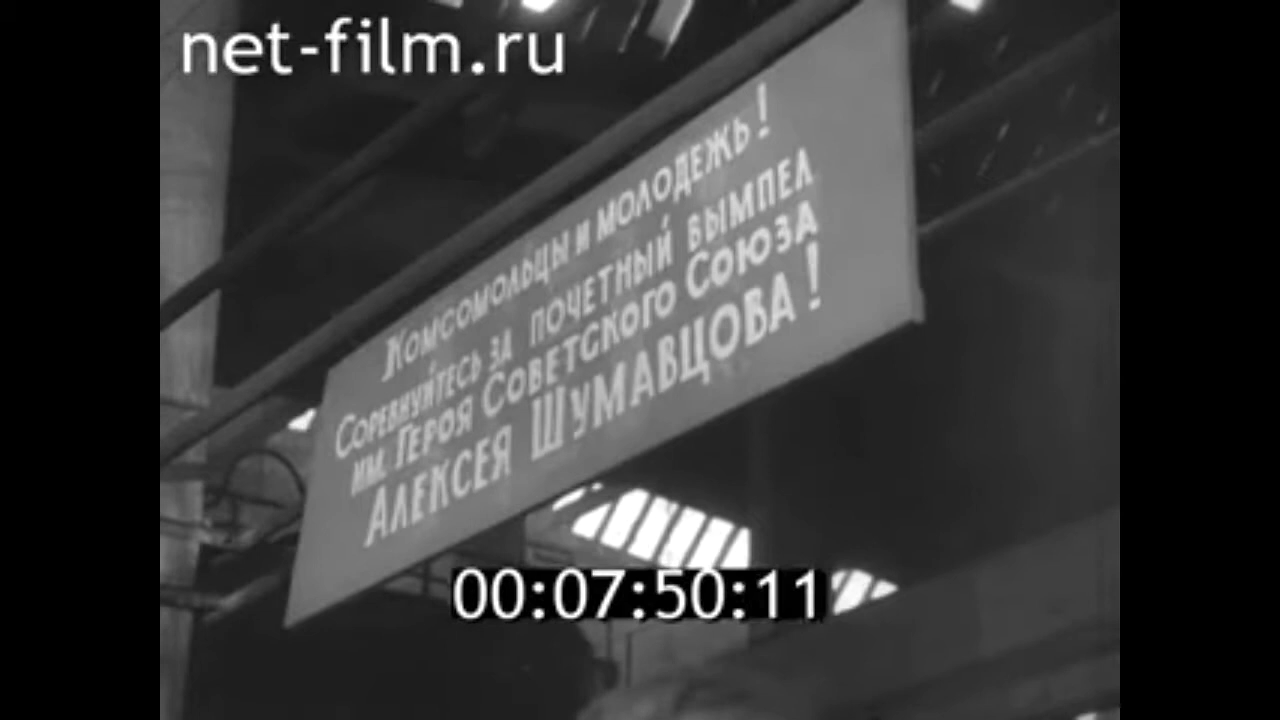 net-film.ru
Комсомольцы и молодежь!
Соревнуйтесь за почетный вымпел
им. Героя Советского Союза
Алексея Шумавцова!
00:07:50:11